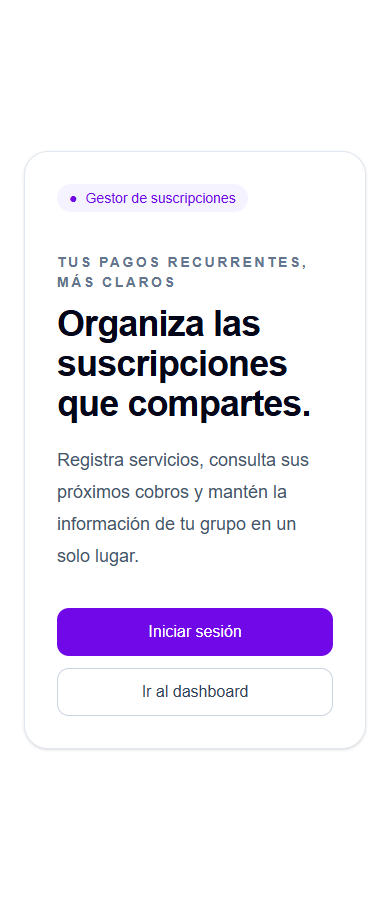 Gestor de suscripciones
TUS PAGOS RECURRENTES,
MÁS CLAROS
Organiza las
suscripciones
que compartes.
Registra servicios, consulta sus
próximos cobros y mantén la
información de tu grupo en un
solo lugar.
Iniciar sesión
Ir al dashboard